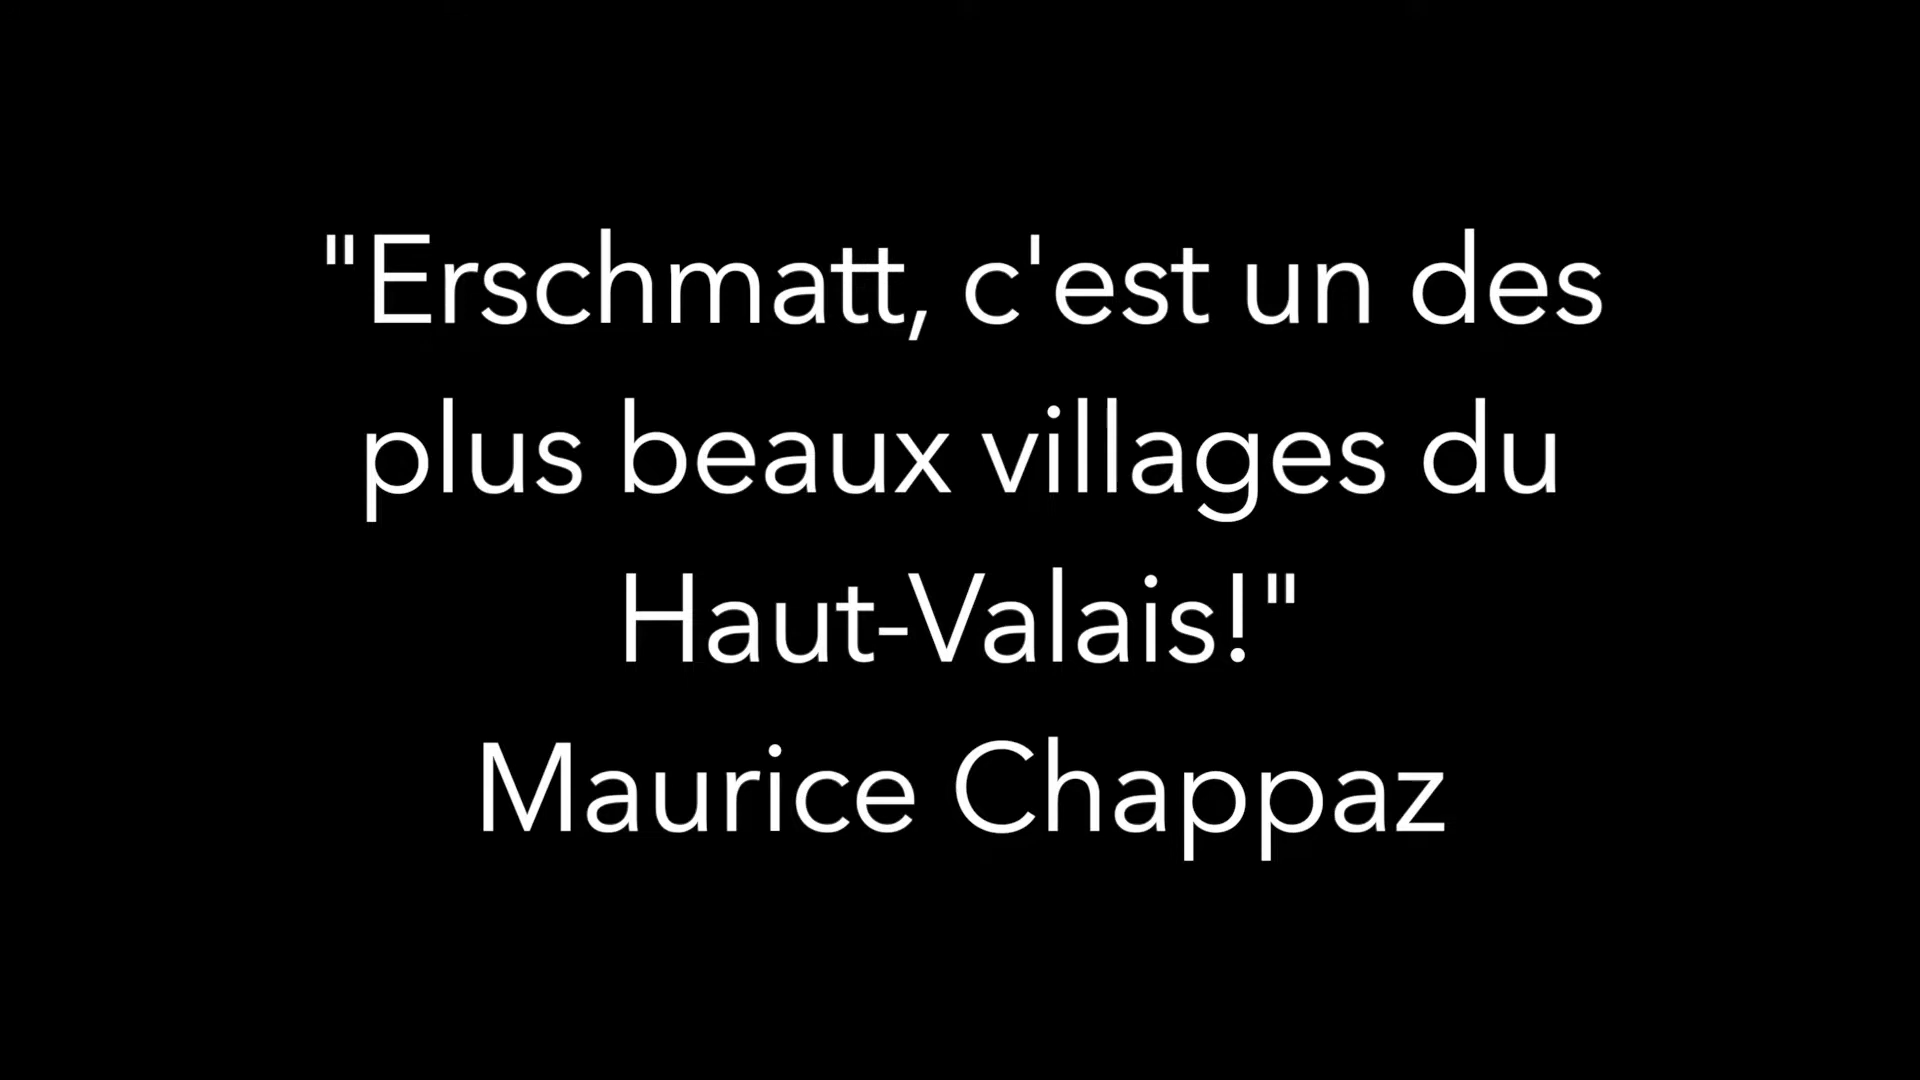 "Erschmatt, c'est un des
plus beaux villages du
Haut-Valais!"
Maurice Chappaz